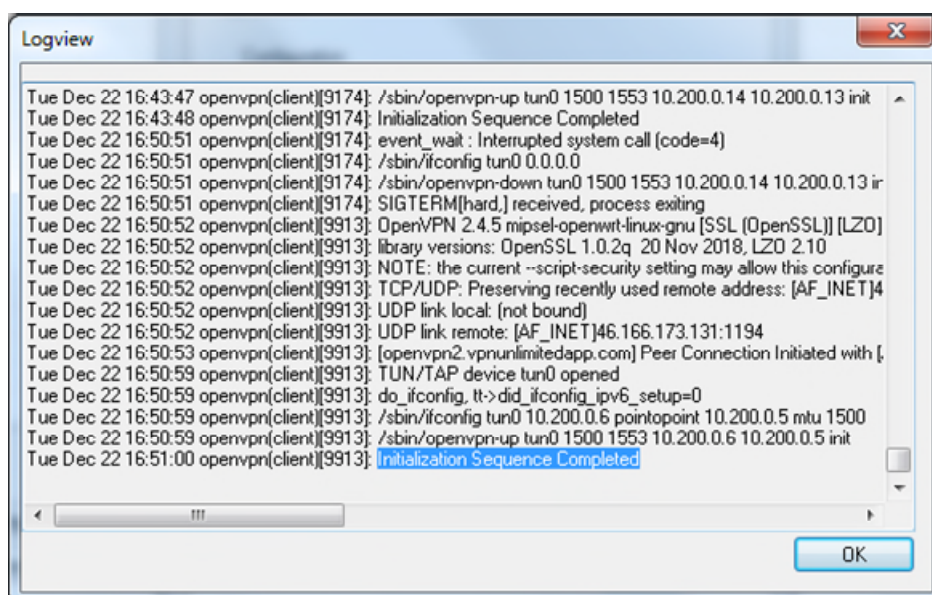 Logview
Tue Dec 22 16:43:47 openvpn(client)[9174]: /sbin/openvpn-up tun0 1500 1553 10.200.0.14 10.200.0.13 init
Tue Dec 22 16:43:48 openvpn(client)[9174]: Initialization Sequence Completed
Tue Dec 22 16:50:51 openvpn(client)[9174]: event_wait : Interrupted system call (code=4)
Tue Dec 22 16:50:51 openvpn(client)[9174]: /sbin/ifconfig tun0 0.0.0.0
Tue Dec 22 16:50:51 openvpn(client)[9174]: /sbin/openvpn-down tun0 1500 1553 10.200.0.14 10.200.0.13 ir
Tue Dec 22 16:50:51 openvpn(client)[9174]: SIGTERM[hard,] received, process exiting
Tue Dec 22 16:50:52 openvpn(client)[9913]: OpenVPN 2.4.5 mipsel-openwrt-linux-gnu [SSL (OpenSSL)] [LZO]
Tue Dec 22 16:50:52 openvpn(client)[9913]: library versions: OpenSSL 1.0.2q 20 Nov 2018, LZO 2.10
Tue Dec 22 16:50:52 openvpn(client)[9913]: NOTE: the current --script-security setting may allow this configura
Tue Dec 22 16:50:52 openvpn(client)[9913]: TCP/UDP: Preserving recently used remote address: [AF_INET]4
Tue Dec 22 16:50:52 openvpn(client)[9913]: UDP link local: (not bound)
Tue Dec 22 16:50:52 openvpn(client)[9913]: UDP link remote: [AF_INET]46.166.173.131:1194
Tue Dec 22 16:50:53 openvpn(client)[9913]: [openvpn2.vpnunlimitedapp.com] Peer Connection Initiated with [.
Tue Dec 22 16:50:59 openvpn(client)[9913]: TUN/TAP device tun0 opened
Tue Dec 22 16:50:59 openvpn(client)[9913]: do_ifconfig, tt->did_ifconfig_ipv6_setup=0
Tue Dec 22 16:50:59 openvpn(client)[9913]: /sbin/ifconfig tun0 10.200.0.6 pointopoint 10.200.0.5 mtu 1500
Tue Dec 22 16:50:59 openvpn(client)[9913]: /sbin/openvpn-up tun0 1500 1553 10.200.0.6 10.200.0.5 init
Tue Dec 22 16:51:00 openvpn(client)[9913]: Initialization Sequence Completed
OK